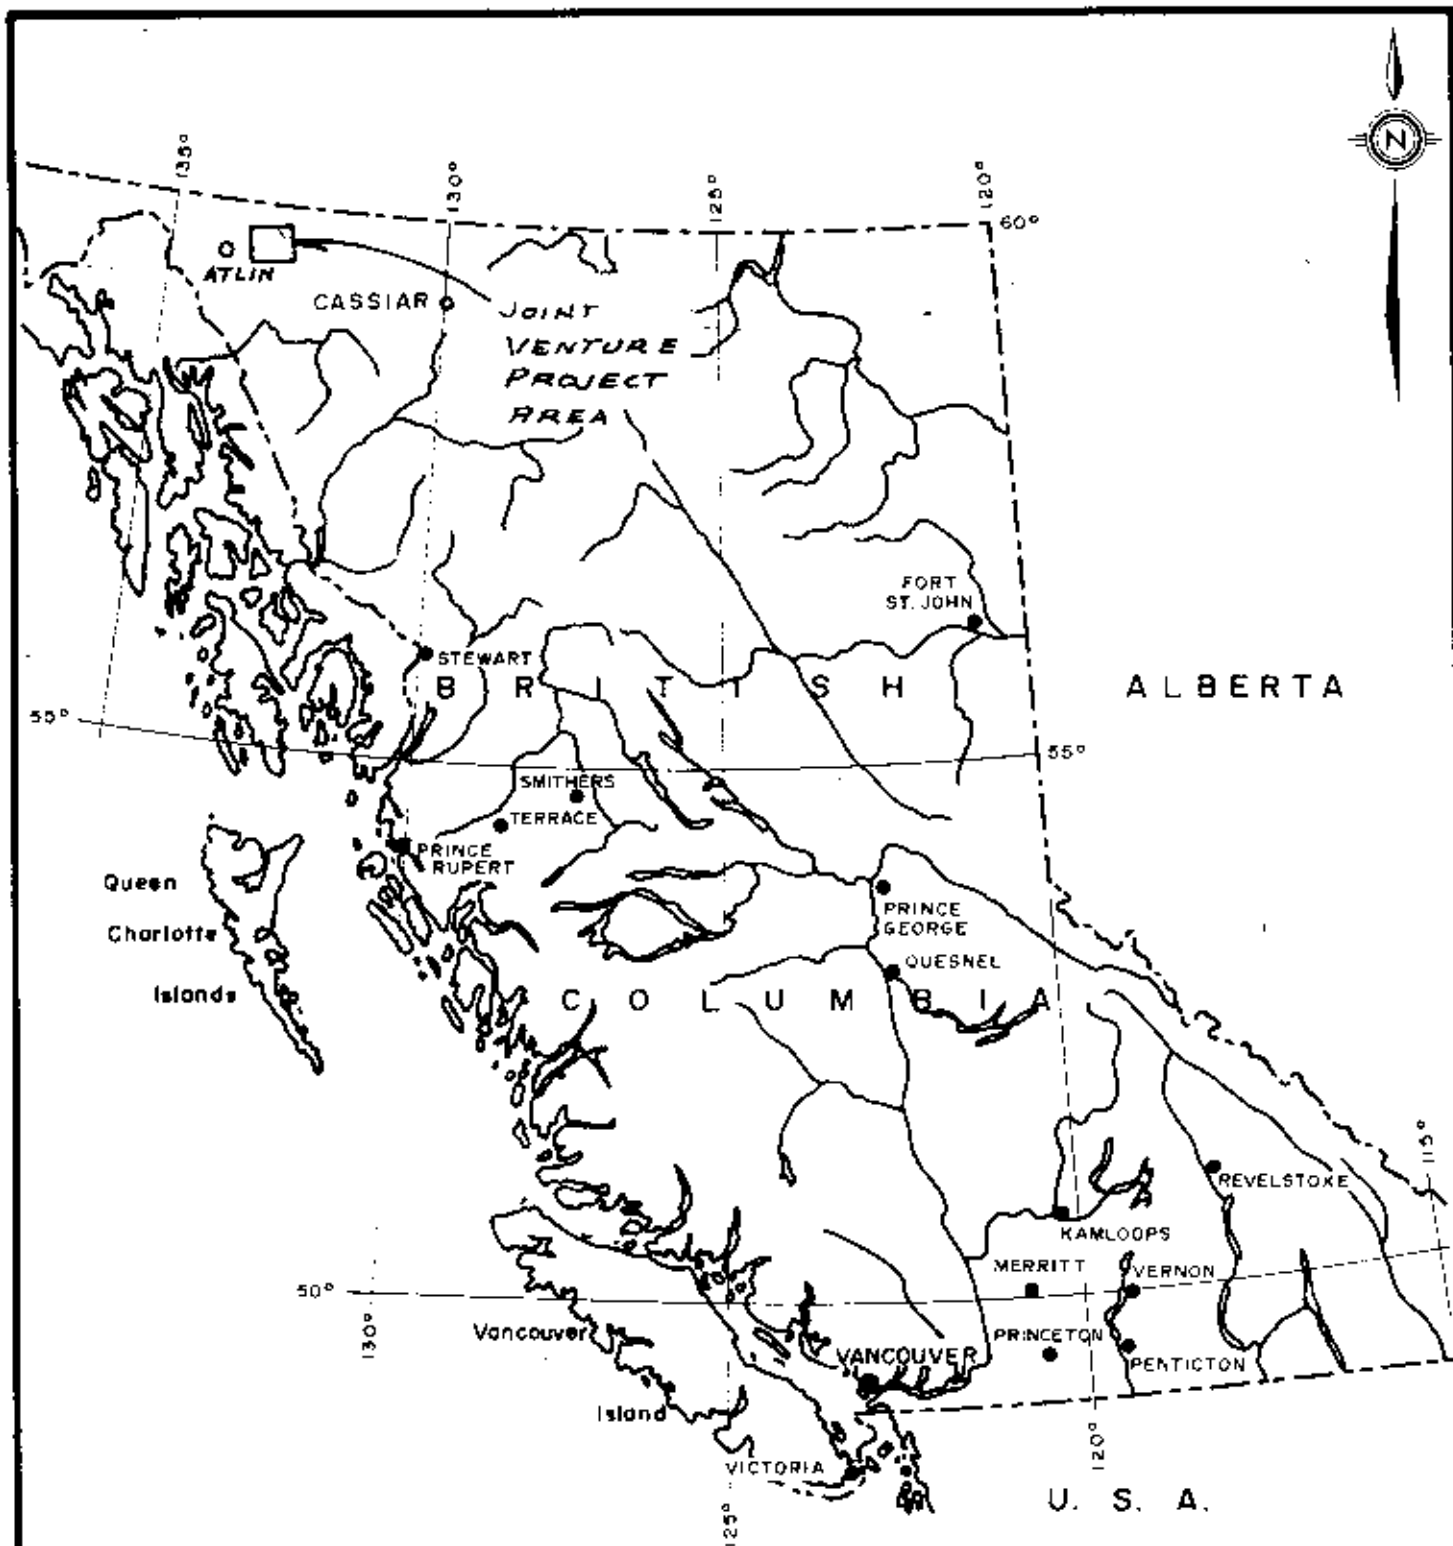 N
135°
130°
125°
120°
60°
ATLIN
CASSIAR
JOINT
VENTURE
PROJECT
AREA
FORT
ST. JOHN
STEWART
BRITISH
ALBERTA
55°
55°
SMITHERS
TERRACE
PRINCE
RUPERT
Queen
Charlotte
Islands
PRINCE
GEORGE
QUESNEL
COLUMBIA
115°
REVELSTOKE
KAMLOOPS
MERRITT
VERNON
50°
130°
Vancouver
PRINCETON
VANCOUVER
PENTICTON
Island
VICTORIA
120°
125°
U. S. A.